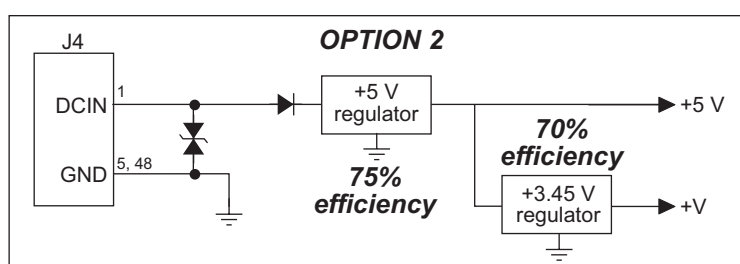 OPTION 2
J4
DCIN
1
GND
5, 48
+5 V
regulator
75%
efficiency
+5 V
70%
efficiency
+3.45 V
regulator
+V